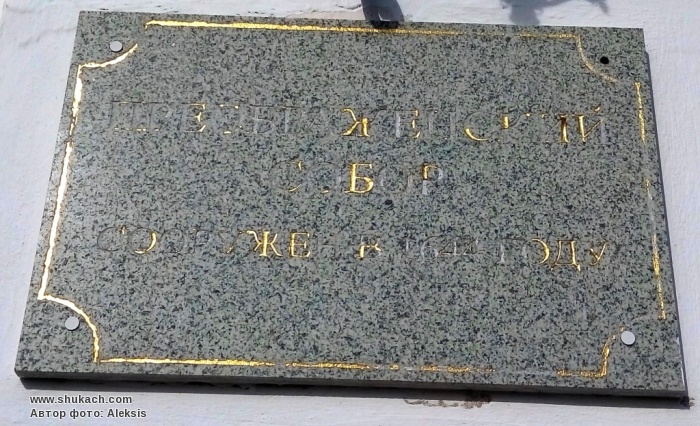 ПРЕОБРАЖЕНСКИЙ
СОБОР
СООРУЖЕН В ГОДУ
www.shukach.com
Автор фото: Aleksis